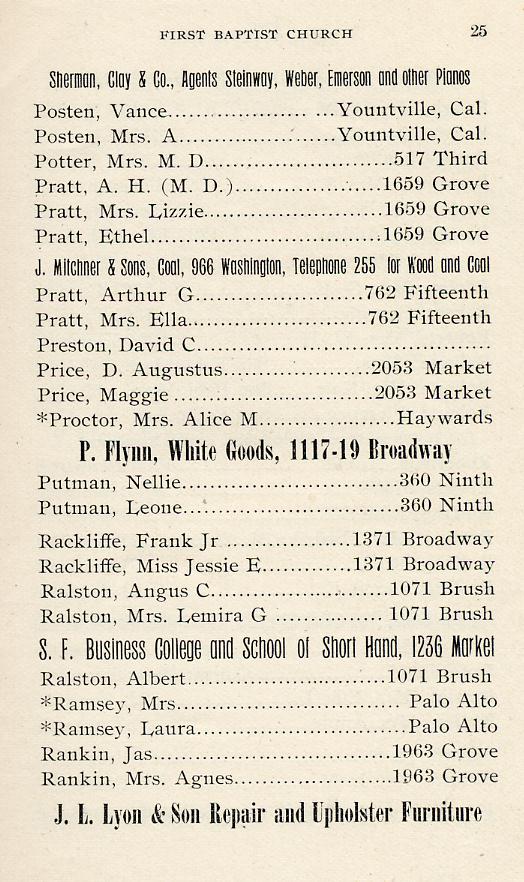 FIRST BAPTIST CHURCH 25
Sherman, Clay & Co., Agents Steinway, Weber, Emerson and other Pianos
Posten, Vance.................... ...Yountville, Cal.
Posten, Mrs. A......................Yountville, Cal.
Potter, Mrs. M. D..........................517 Third
Pratt, A. H. (M. D.)....................1659 Grove
Pratt, Mrs. Lizzie........................1659 Grove
Pratt, Ethel................................1659 Grove
J. Mitchner & Sons, Coal, 966 Washington, Telephone 255 for Wood and Coal
Pratt, Arthur G.......................762 Fifteenth
Pratt, Mrs. Ella........................762 Fifteenth
Preston, David C........................................
Price, D. Augustus....................2053 Market
Price, Maggie ...........................2053 Market
*Proctor, Mrs. Alice M...................Haywards
P. Flynn, White Goods, 1117-19 Broadway
Putman, Nellie..............................360 Ninth
Putman, Leone..............................360 Ninth
Rackliffe, Frank Jr .................1371 Broadway
Rackliffe, Miss Jessie E............1371 Broadway
Ralston, Angus C........................1071 Brush
Ralston, Mrs. Lemira G ............... 1071 Brush
S. F. Business College and School of Short Hand, 1236 Market
Ralston, Albert...........................1071 Brush
*Ramsey, Mrs............................... Palo Alto
*Ramsey, Laura.............................Palo Alto
Rankin, Jas.................................1963 Grove
Rankin, Mrs. Agnes......................1963 Grove
J. L. Lyon & Son Repair and Upholster Furniture